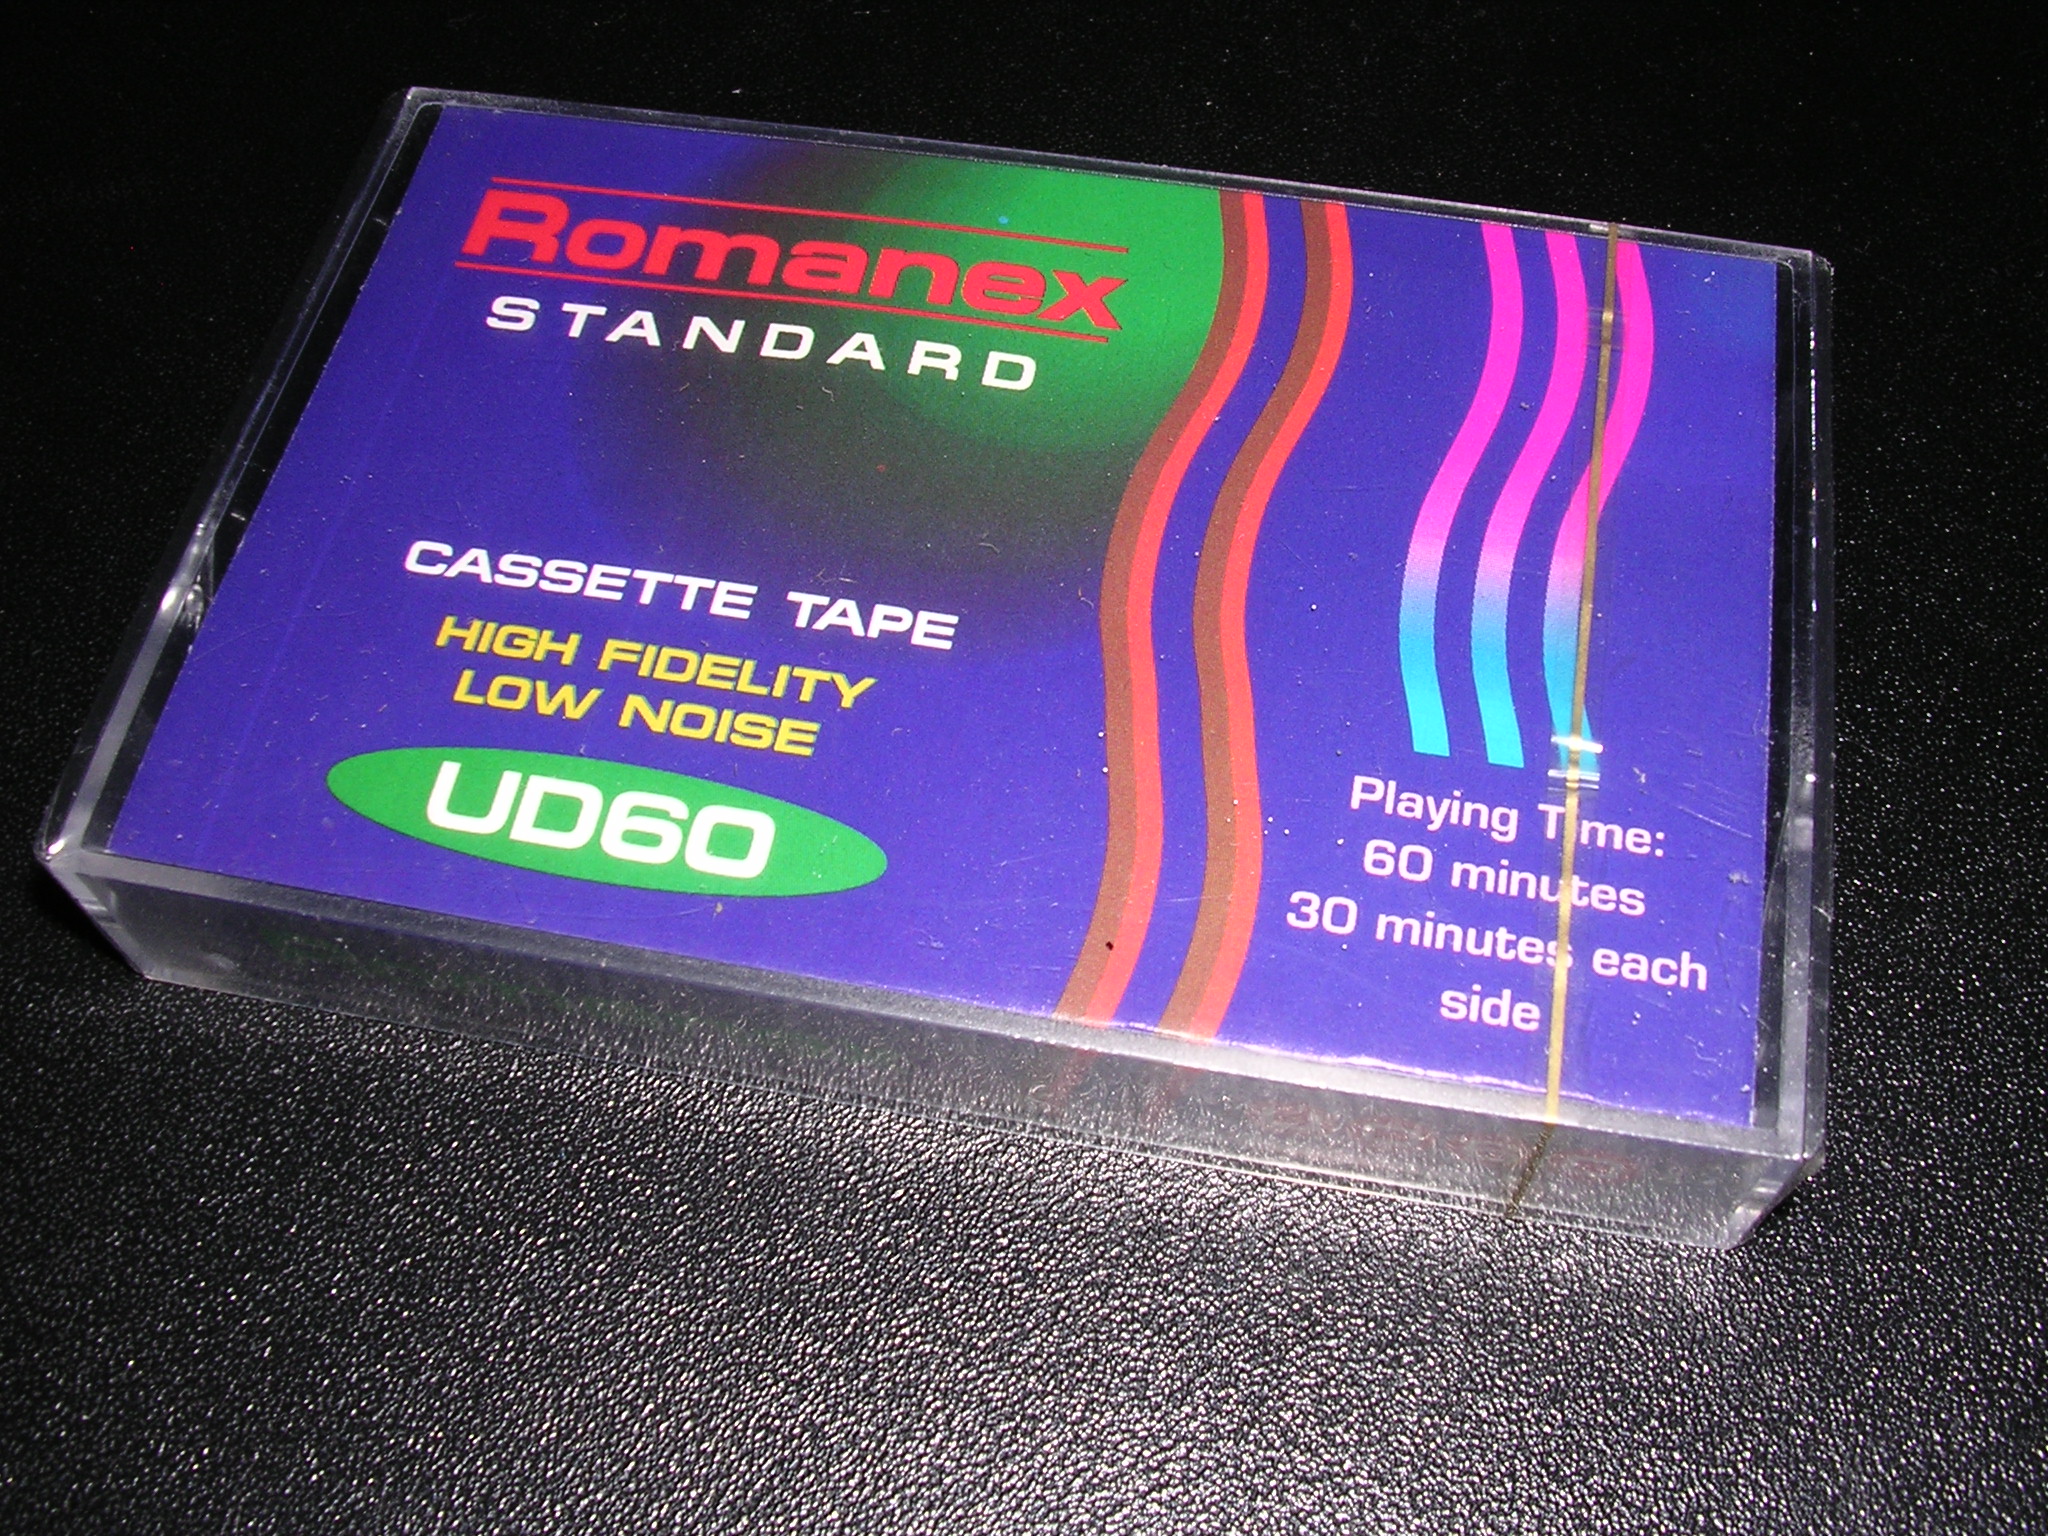 Romanex
STANDARD
CASSETTE TAPE
HIGH FIDELITY
LOW NOISE
UD60
Playing Time:
60 minutes
30 minutes each
side